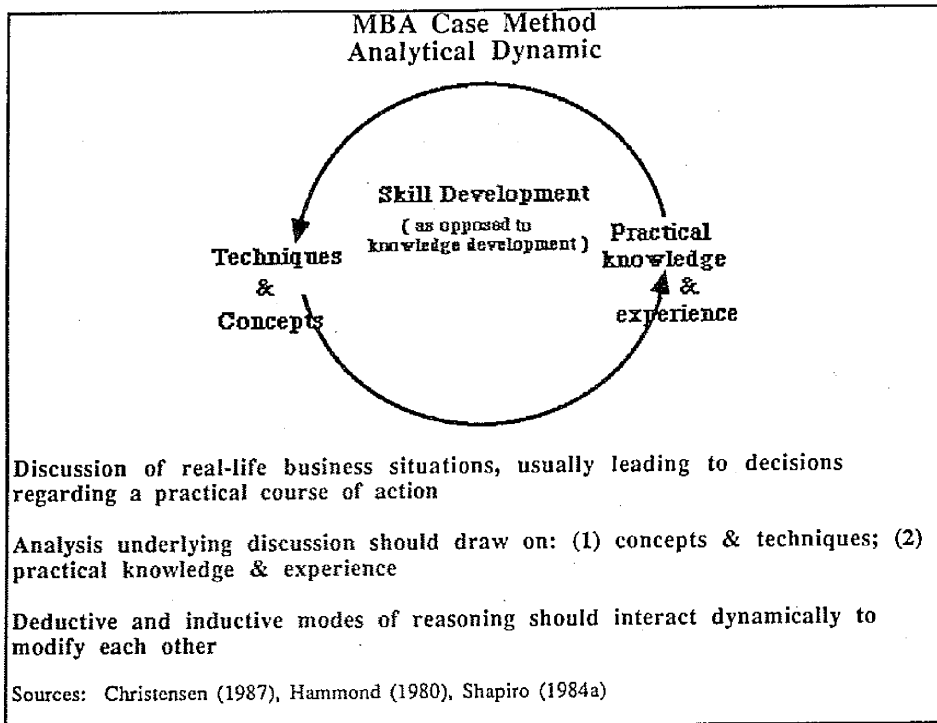 MBA Case Method
Analytical Dynamic
Skill Development
( as opposed to
knowledge development )
Techniques
&
Concepts
Practical
knowledge
&
experience
Discussion of real-life business situations, usually leading to decisions
regarding a practical course of action
Analysis underlying discussion should draw on: (1) concepts & techniques; (2)
practical knowledge & experience
Deductive and inductive modes of reasoning should interact dynamically to
modify each other
Sources: Christensen (1987), Hammond (1980), Shapiro (1984a)